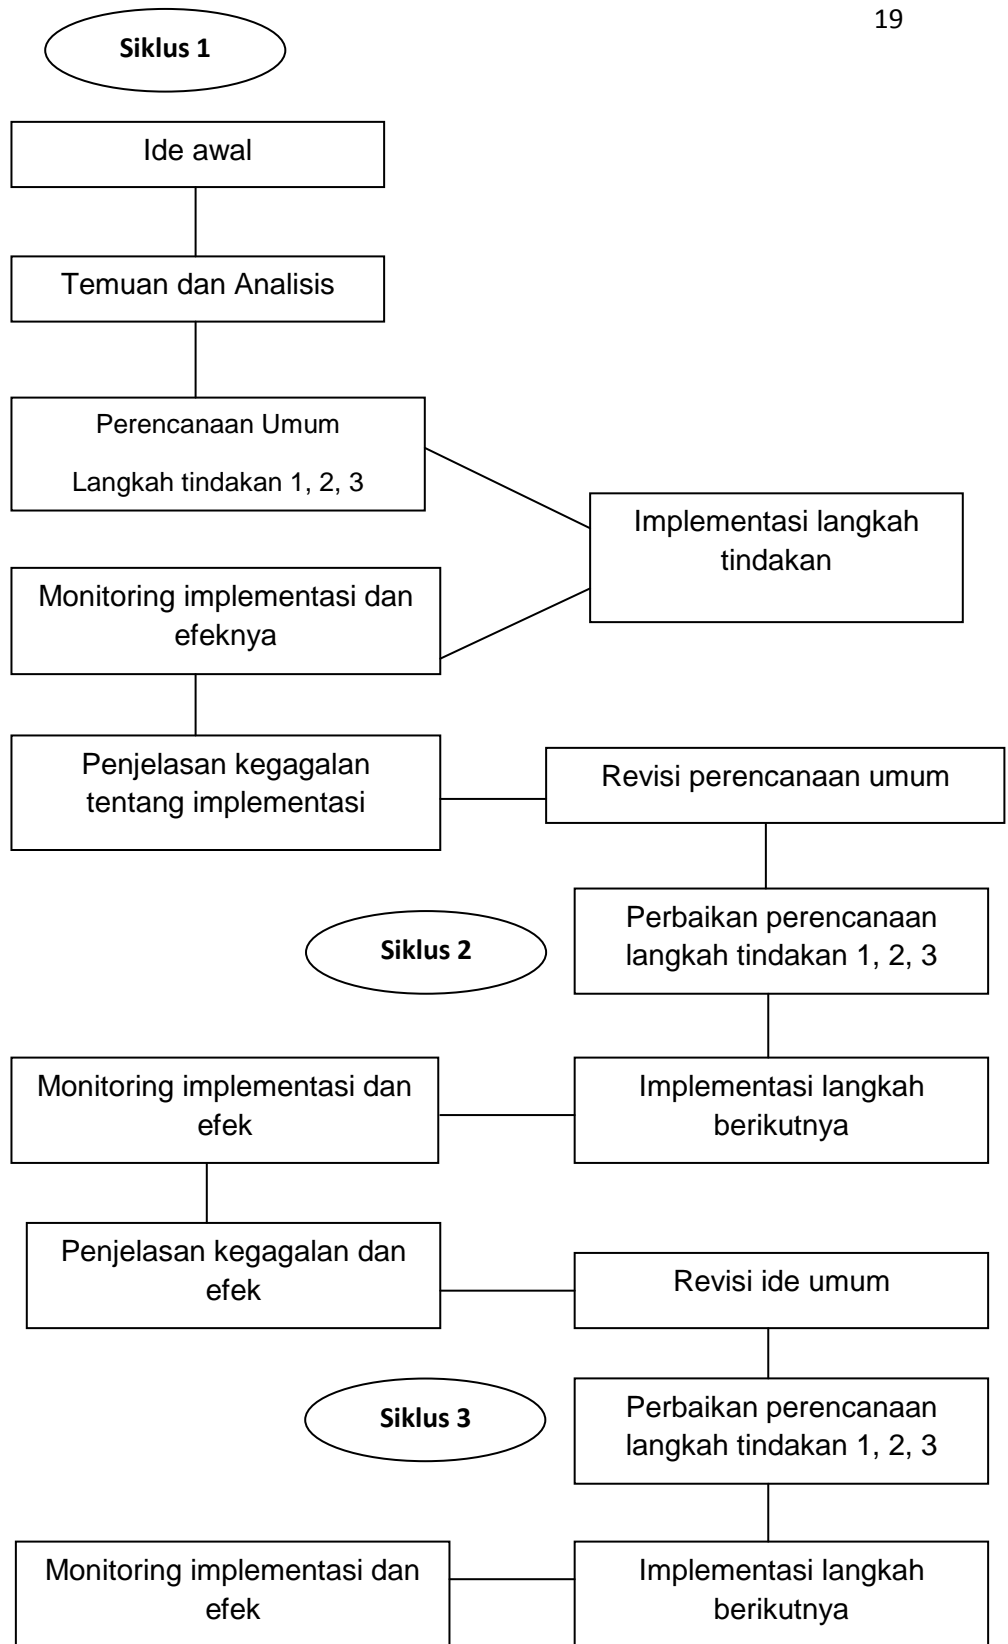 19
Siklus 1
Ide awal
Temuan dan Analisis
Perencanaan Umum
Langkah tindakan 1, 2, 3
Implementasi langkah
tindakan
Monitoring implementasi dan
efeknya
Penjelasan kegagalan
tentang implementasi
Revisi perencanaan umum
Perbaikan perencanaan
langkah tindakan 1, 2, 3
Siklus 2
Implementasi langkah
berikutnya
Monitoring implementasi dan
efek
Penjelasan kegagalan dan
efek
Revisi ide umum
Perbaikan perencanaan
langkah tindakan 1, 2, 3
Siklus 3
Implementasi langkah
berikutnya
Monitoring implementasi dan
efek